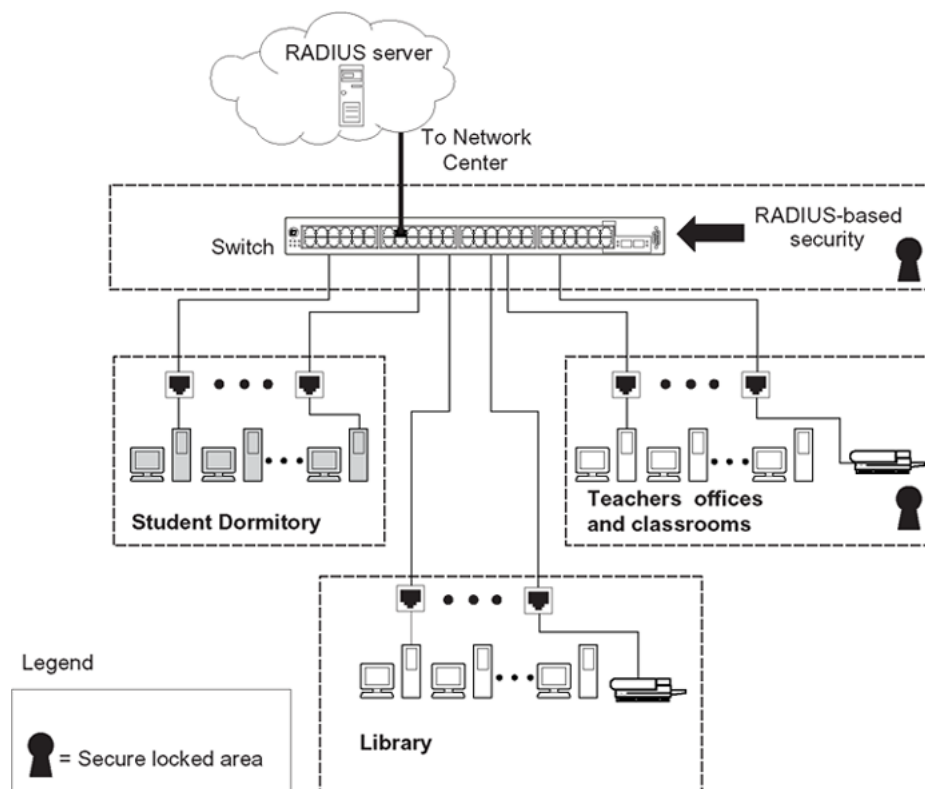 RADIUS server
To Network
Center
Switch
RADIUS-based
security
Student Dormitory
Teachers offices
and classrooms
Library
Legend
= Secure locked area